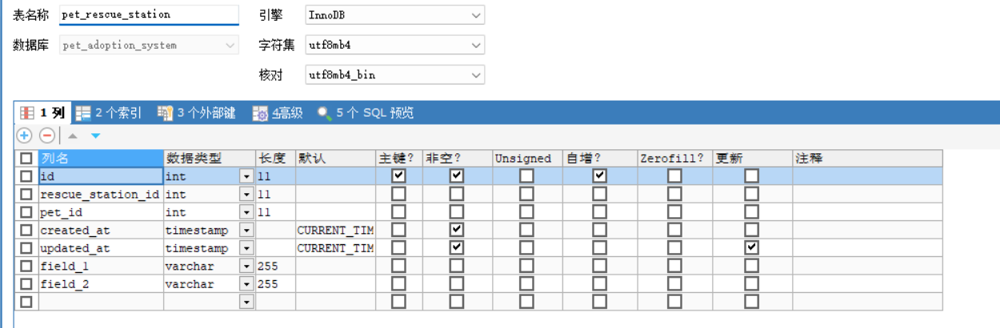 表名称 pet_rescue_station 引擎 InnoDB
数据库 pet_adoption_system 字符集 utf8mb4
核对 utf8mb4_bin
1 列 2 个索引 3 个外部键 4高级 5 个 SQL 预览
列名 数据类型 长度 默认 主键? 非空? Unsigned 自增? Zerofill? 更新 注释
id int 11
rescue_station_id int 11
pet_id int 11
created_at timestamp CURRENT_TIM
updated_at timestamp CURRENT_TIM
field_1 varchar 255
field_2 varchar 255